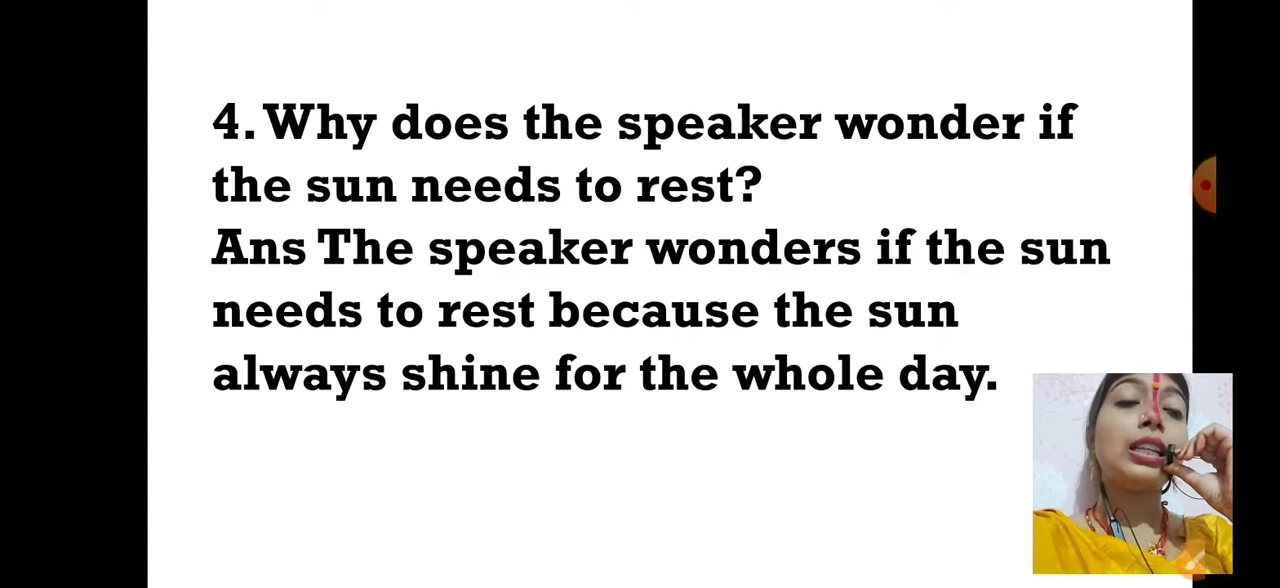 4. Why does the speaker wonder if
the sun needs to rest?
Ans The speaker wonders if the sun
needs to rest because the sun
always shine for the whole day.